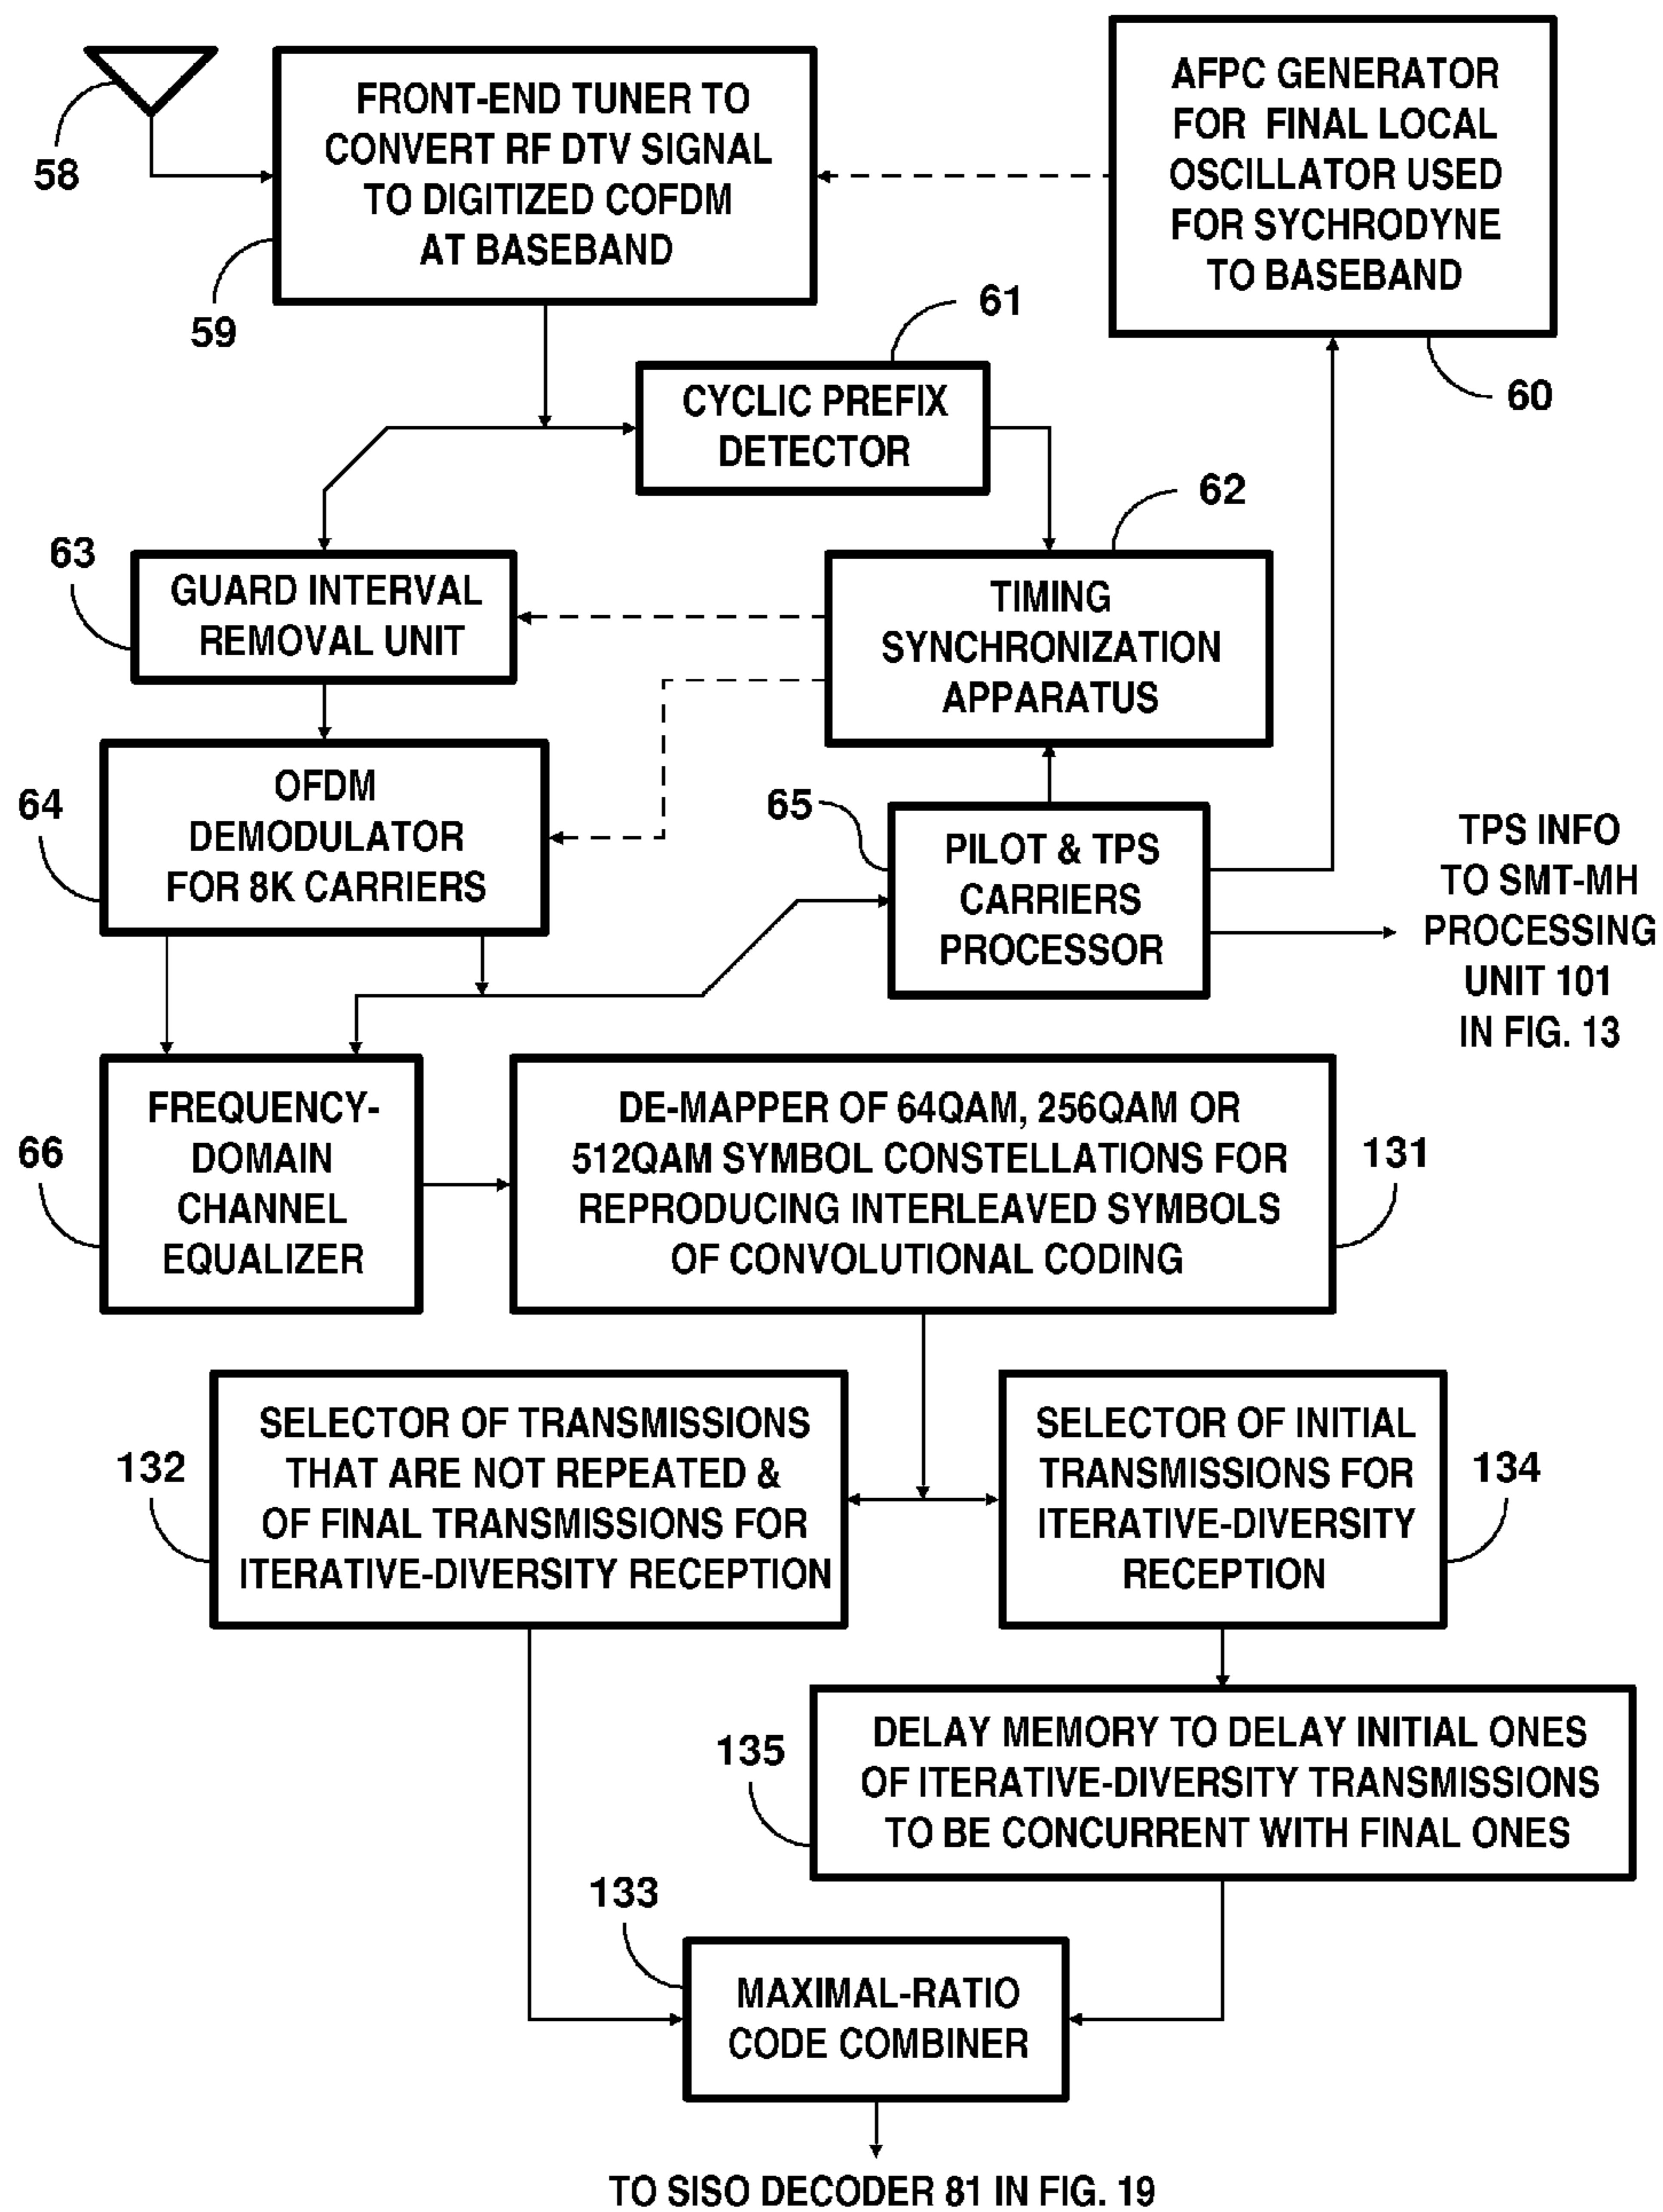 58
FRONT-END TUNER TO
CONVERT RF DTV SIGNAL
TO DIGITIZED COFDM
AT BASEBAND
59
AFPC GENERATOR
FOR FINAL LOCAL
OSCILLATOR USED
FOR SYCHRODYNE
TO BASEBAND
60
61
CYCLIC PREFIX
DETECTOR
62
63
GUARD INTERVAL
REMOVAL UNIT
TIMING
SYNCHRONIZATION
APPARATUS
64
OFDM
DEMODULATOR
FOR 8K CARRIERS
65
PILOT & TPS
CARRIERS
PROCESSOR
TPS INFO
TO SMT-MH
PROCESSING
UNIT 101
IN FIG. 13
66
FREQUENCY-
DOMAIN
CHANNEL
EQUALIZER
DE-MAPPER OF 64QAM, 256QAM OR
512QAM SYMBOL CONSTELLATIONS FOR
REPRODUCING INTERLEAVED SYMBOLS
OF CONVOLUTIONAL CODING
131
132
SELECTOR OF TRANSMISSIONS
THAT ARE NOT REPEATED &
OF FINAL TRANSMISSIONS FOR
ITERATIVE-DIVERSITY RECEPTION
SELECTOR OF INITIAL
TRANSMISSIONS FOR
ITERATIVE-DIVERSITY
RECEPTION
134
135
DELAY MEMORY TO DELAY INITIAL ONES
OF ITERATIVE-DIVERSITY TRANSMISSIONS
TO BE CONCURRENT WITH FINAL ONES
133
MAXIMAL-RATIO
CODE COMBINER
TO SISO DECODER 81 IN FIG. 19